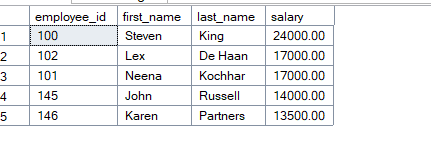 employee_id first_name last_name salary
1 100 Steven King 24000.00
2 102 Lex De Haan 17000.00
3 101 Neena Kochhar 17000.00
4 145 John Russell 14000.00
5 146 Karen Partners 13500.00